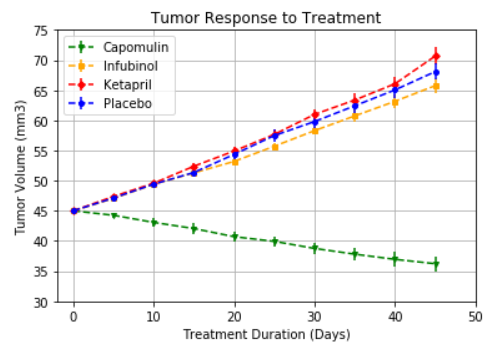 Tumor Response to Treatment
75
70
65
60
55
50
45
40
35
30
Tumor Volume (mm3)
Capomulin
Infubinol
Ketapril
Placebo
0 10 20 30 40 50
Treatment Duration (Days)